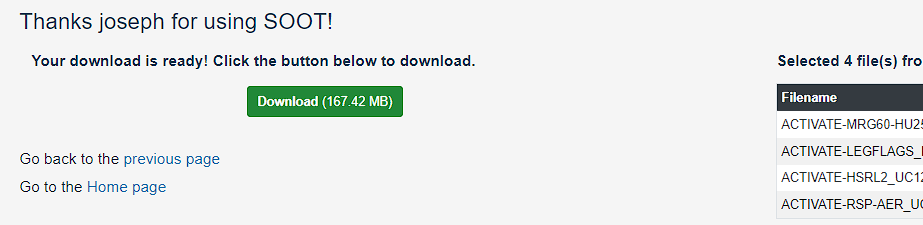 Thanks joseph for using SOOT!
Your download is ready! Click the button below to download.
Download (167.42 MB)
Go back to the previous page
Go to the Home page
Selected 4 file(s) fro
Filename
ACTIVATE-MRG60-HU25
ACTIVATE-LEGFLAGS_
ACTIVATE-HSRL2_UC12
ACTIVATE-RSP-AER_UC